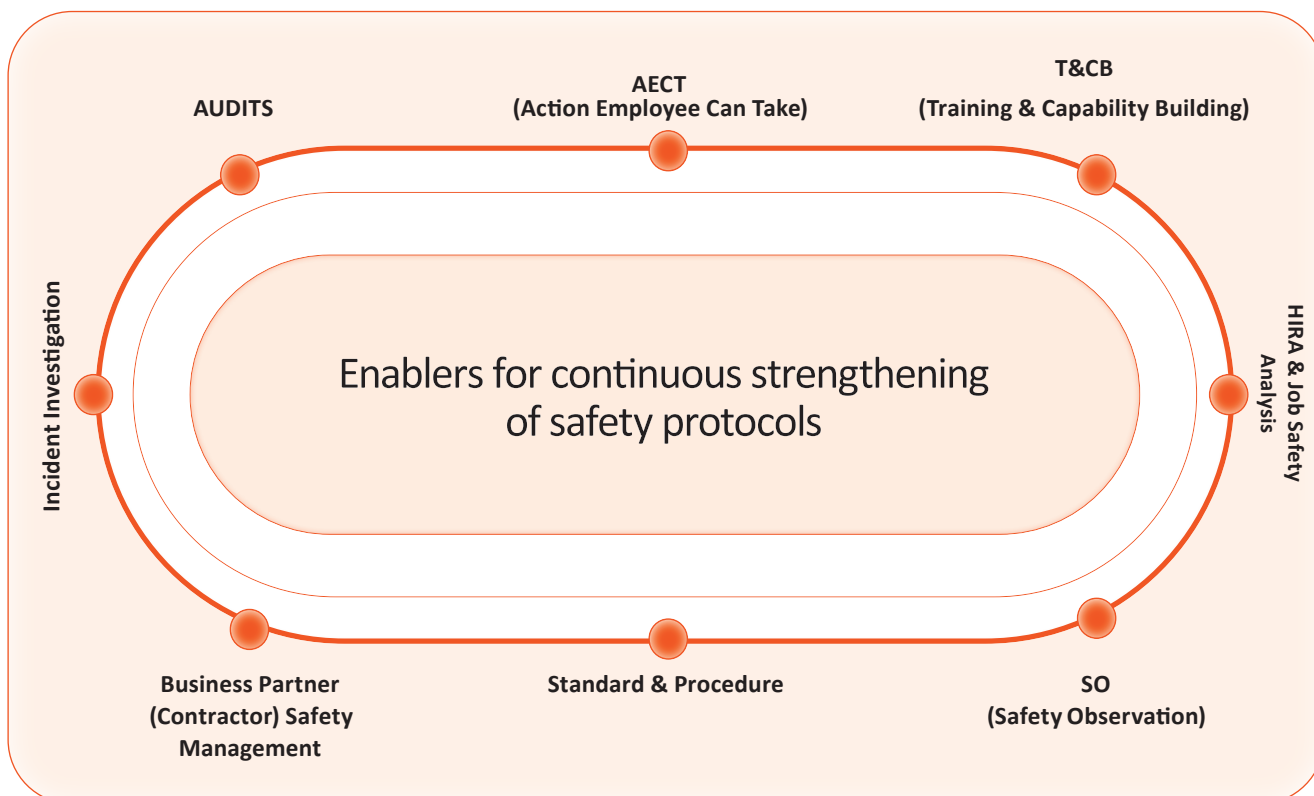 AUDITS
AECT
(Action Employee Can Take)
T&CB
(Training & Capability Building)
Incident Investigation
Enablers for continuous strengthening
of safety protocols
HIRA & Job Safety
Analysis
Business Partner
(Contractor) Safety
Management
Standard & Procedure
SO
(Safety Observation)